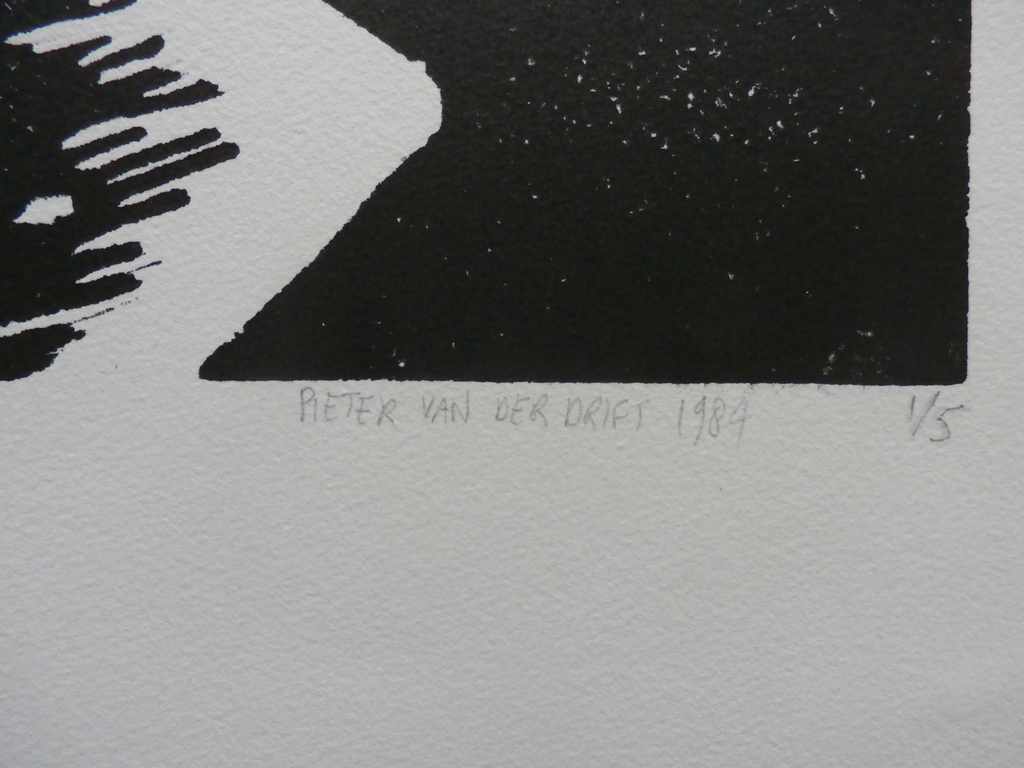 PIETER VAN DER DRIFT 1984 1/5